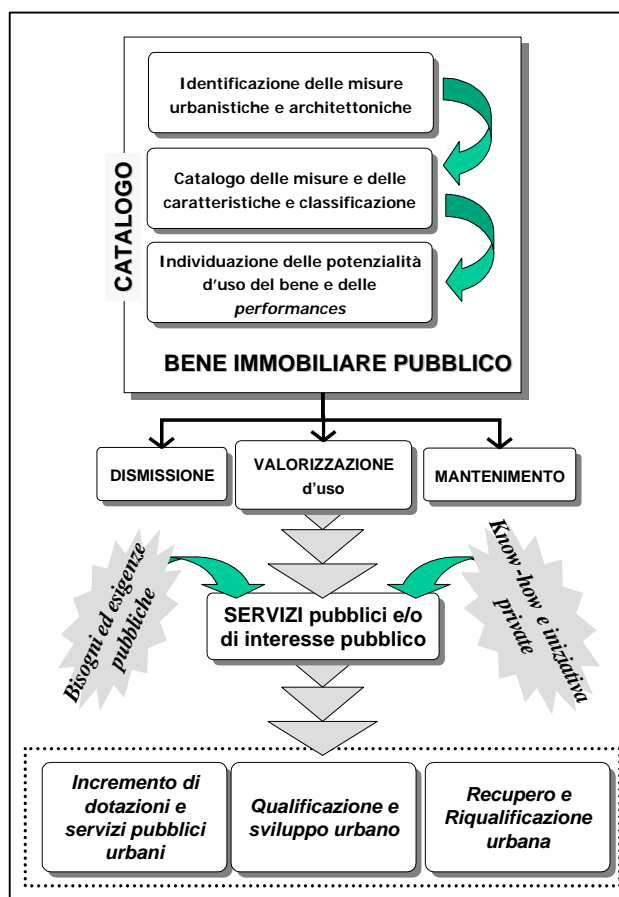 Identificazione delle misure
urbanistiche e architettoniche
CATALOGO
Catalogo delle misure e delle
caratteristiche e classificazione
Individuazione delle potenzialità
d'uso del bene e delle
performances
BENE IMMOBILIARE PUBBLICO
DISMISSIONE
VALORIZZAZIONE
d'uso
MANTENIMENTO
Bisogni ed esigenze
pubbliche
Know-how e iniziativa
private
SERVIZI pubblici e/o
di interesse pubblico
Incremento di
dotazioni e
servizi pubblici
urbani
Qualificazione e
sviluppo urbano
Recupero e
Riqualificazione
urbana